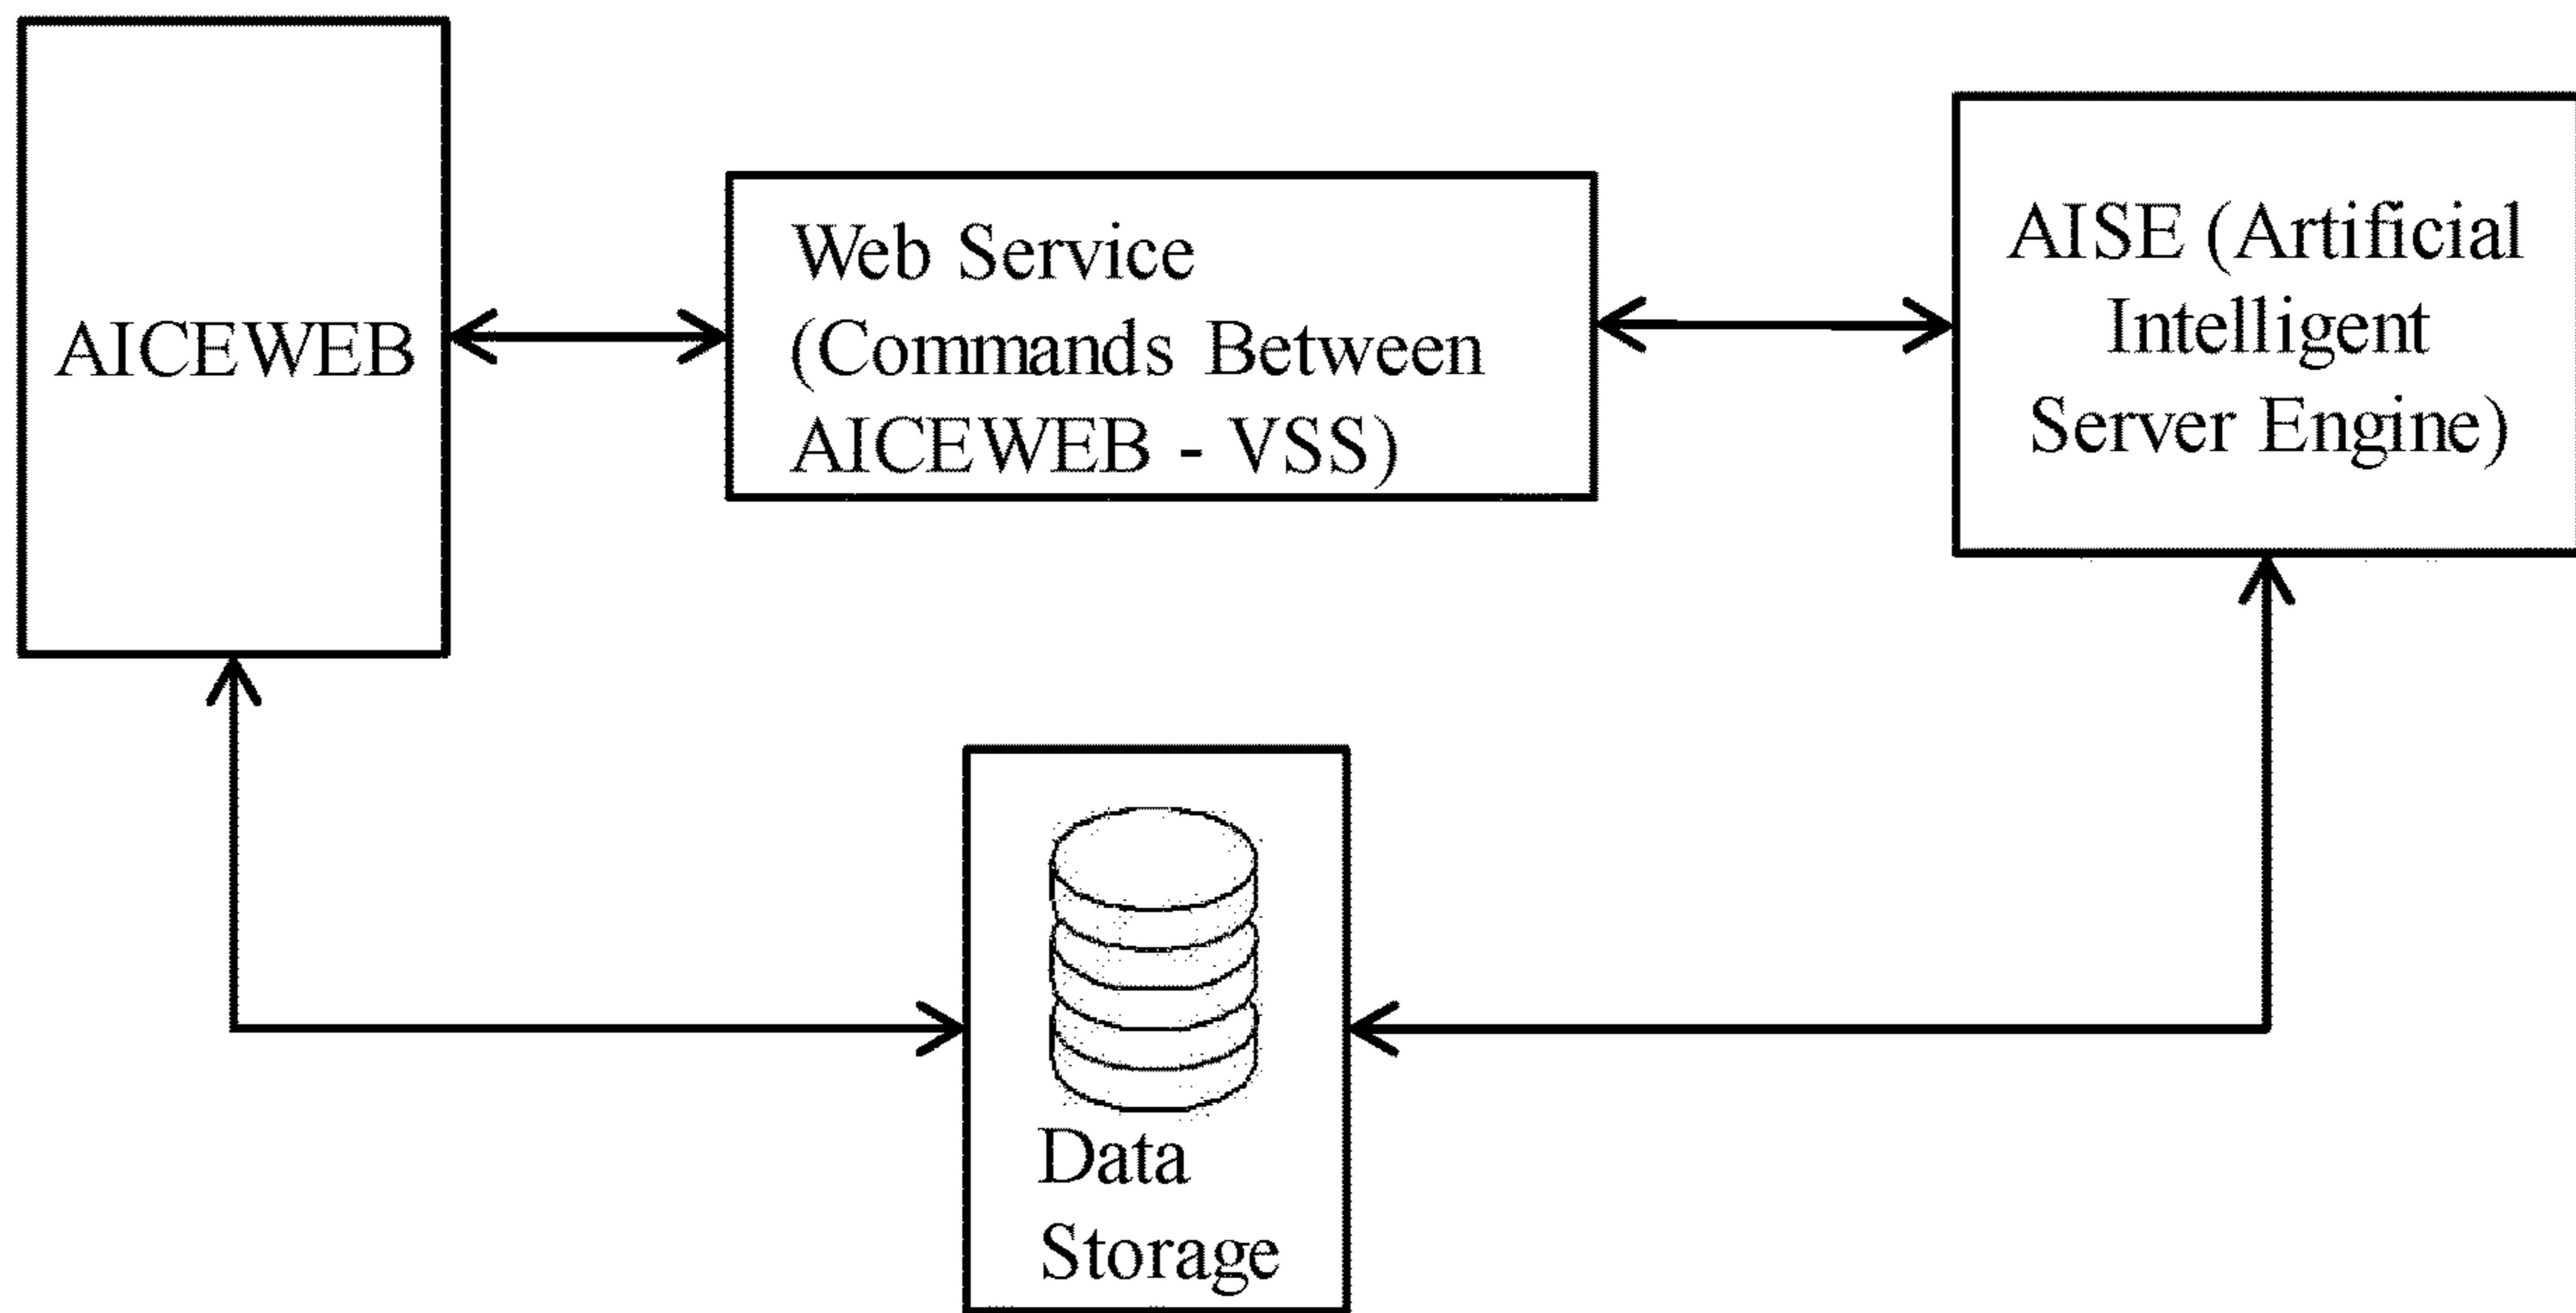 AICEWEB
Web Service
(Commands Between
AICEWEB - VSS)
AISE (Artificial
Intelligent
Server Engine)
Data
Storage